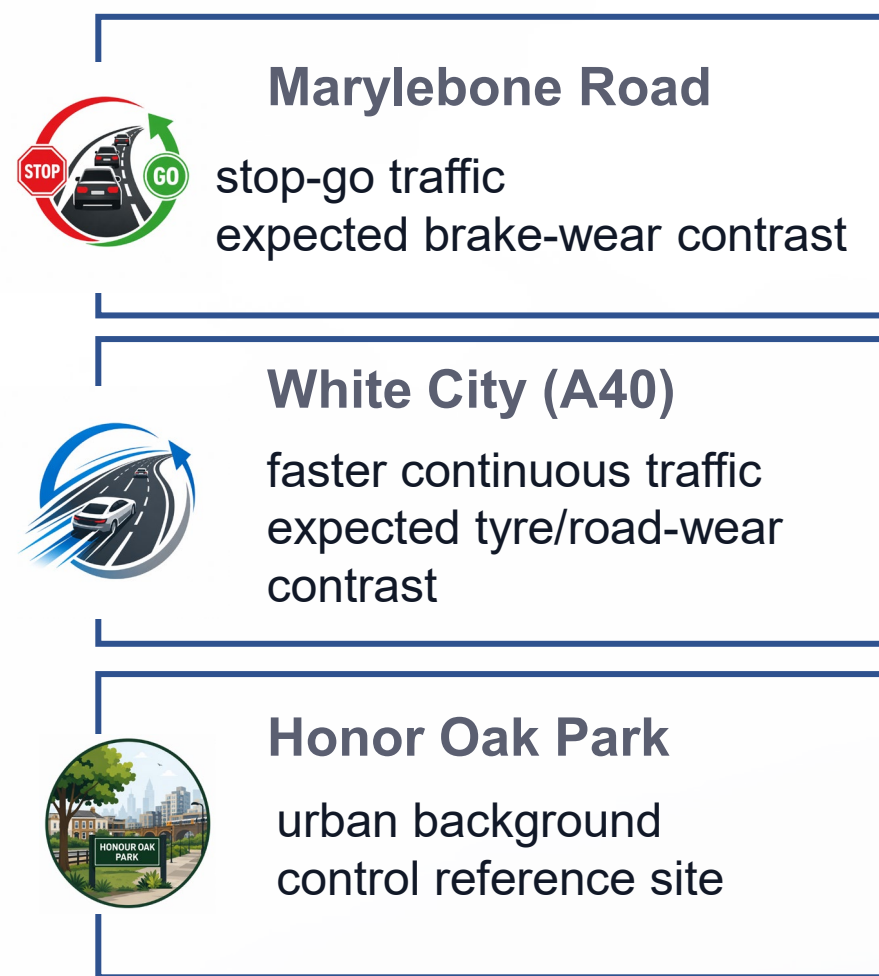 Marylebone Road
STOP
GO
stop-go traffic
expected brake-wear contrast
White City (A40)
faster continuous traffic
expected tyre/road-wear
contrast
Honor Oak Park
HONOUR OAK
PARK
urban background
control reference site